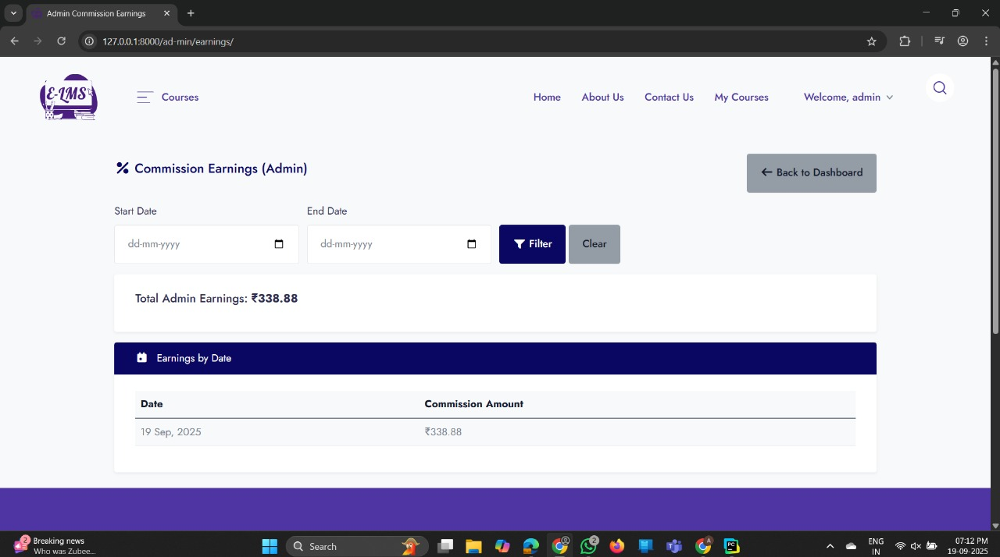 Admin Commission Earnings
127.0.0.1:8000/ad-min/earnings/
E-LMS
Courses
Home
About Us
Contact Us
My Courses
Welcome, admin
Commission Earnings (Admin)
Back to Dashboard
Start Date
End Date
dd-mm-yyyy
dd-mm-yyyy
Filter
Clear
Total Admin Earnings: ₹338.88
Earnings by Date
Date Commission Amount
19 Sep, 2025 ₹338.88
2
Breaking news
Who was Zubee...
Search
2
A
PC
ENG
IN
07:12 PM
19-09-2025